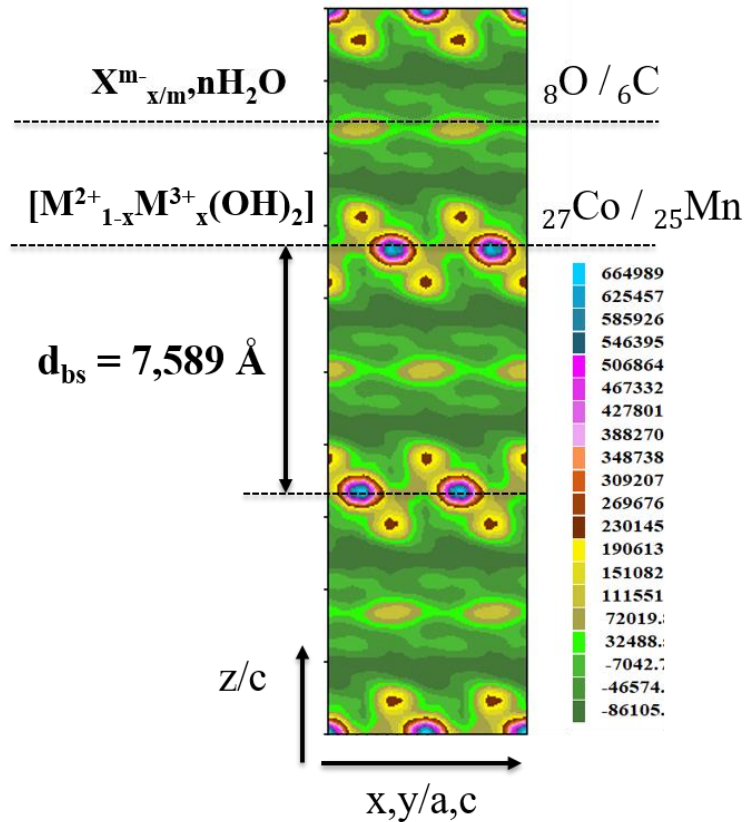 Xᵐ⁻ₓ/ₘ,nH₂O
₈O / ₆C
[M²⁺₁₋ₓM³⁺ₓ(OH)₂]
₂₇Co / ₂₅Mn
d_bs = 7,589 Å
664989
625457
585926
546395
506864
467332
427801
388270
348738
309207
269676
230145
190613
151082
111551
72019.
32488.
-7042.7
-46574.
-86105.
z/c
x,y/a,c